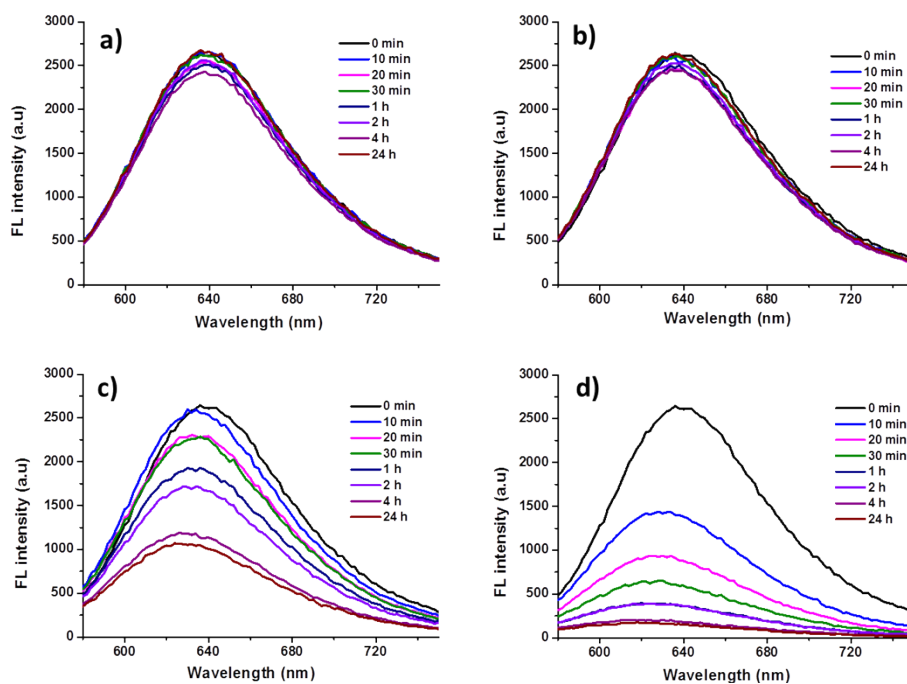 a)
FL intensity (a.u)
3000
2500
2000
1500
1000
500
0
600
640
680
720
Wavelength (nm)
0 min
10 min
20 min
30 min
1 h
2 h
4 h
24 h
b)
FL intensity (a.u)
3000
2500
2000
1500
1000
500
0
600
640
680
720
Wavelength (nm)
0 min
10 min
20 min
30 min
1 h
2 h
4 h
24 h
c)
FL intensity (a.u)
3000
2500
2000
1500
1000
500
0
600
640
680
720
Wavelength (nm)
0 min
10 min
20 min
30 min
1 h
2 h
4 h
24 h
d)
FL intensity (a.u)
3000
2500
2000
1500
1000
500
0
600
640
680
720
Wavelength (nm)
0 min
10 min
20 min
30 min
1 h
2 h
4 h
24 h